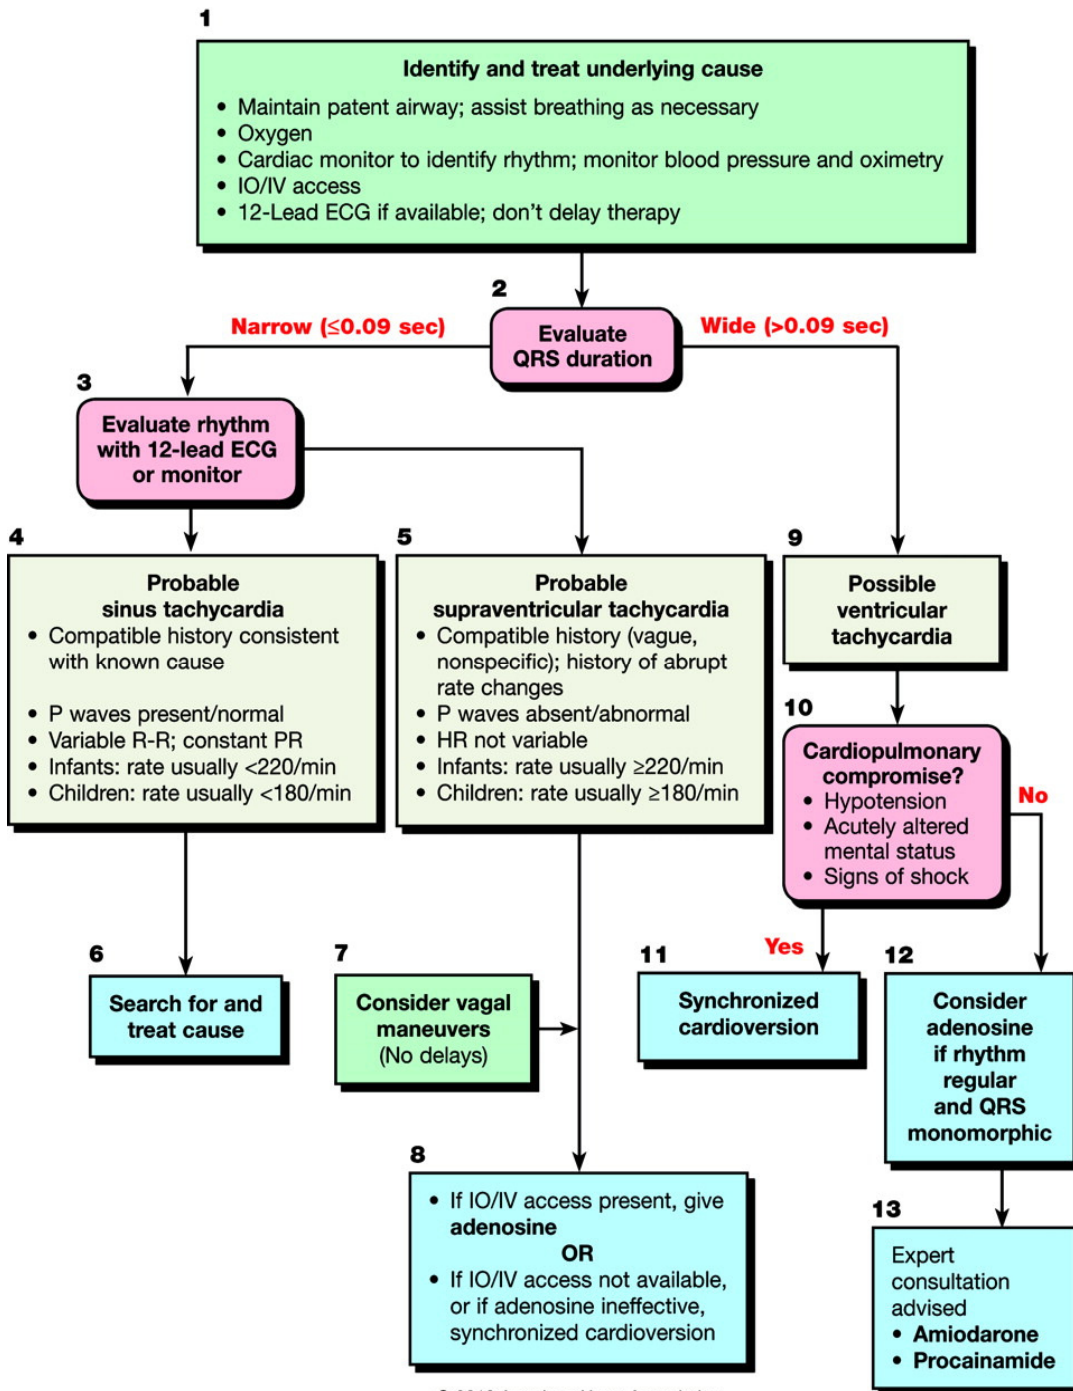 1
Identify and treat underlying cause
• Maintain patent airway; assist breathing as necessary
• Oxygen
• Cardiac monitor to identify rhythm; monitor blood pressure and oximetry
• IO/IV access
• 12-Lead ECG if available; don't delay therapy
2
Narrow (≤0.09 sec)
Evaluate
QRS duration
Wide (>0.09 sec)
3
Evaluate rhythm
with 12-lead ECG
or monitor
4
Probable
sinus tachycardia
• Compatible history consistent
with known cause
• P waves present/normal
• Variable R-R; constant PR
• Infants: rate usually <220/min
• Children: rate usually <180/min
5
Probable
supraventricular tachycardia
• Compatible history (vague,
nonspecific); history of abrupt
rate changes
• P waves absent/abnormal
• HR not variable
• Infants: rate usually ≥220/min
• Children: rate usually ≥180/min
9
Possible
ventricular
tachycardia
10
Cardiopulmonary
compromise?
• Hypotension
• Acutely altered
mental status
• Signs of shock
No
Yes
6
Search for and
treat cause
7
Consider vagal
maneuvers
(No delays)
11
Synchronized
cardioversion
12
Consider
adenosine
if rhythm
regular
and QRS
monomorphic
8
• If IO/IV access present, give
adenosine
OR
• If IO/IV access not available,
or if adenosine ineffective,
synchronized cardioversion
13
Expert
consultation
advised
• Amiodarone
• Procainamide